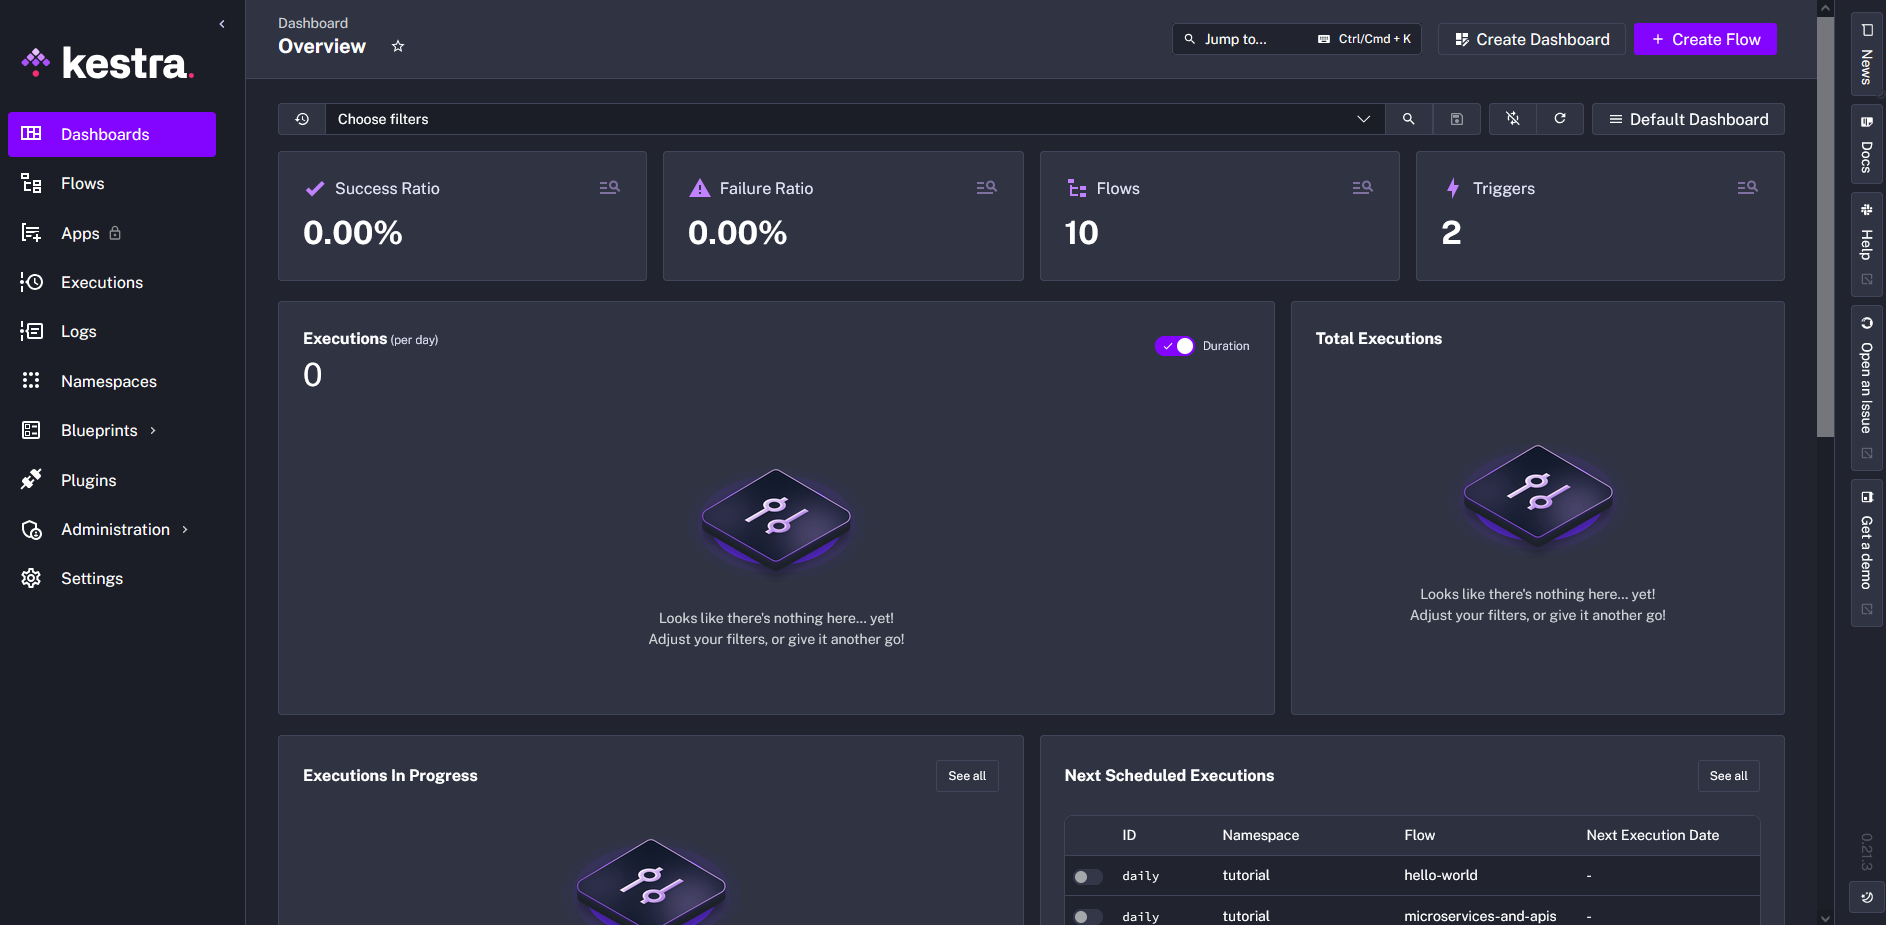 kestra.
Dashboards
Flows
Apps
Executions
Logs
Namespaces
Blueprints
Plugins
Administration
Settings
Dashboard
Overview
Jump to...
Ctrl/Cmd + K
Create Dashboard
Create Flow
Choose filters
Default Dashboard
Success Ratio
0.00%
Failure Ratio
0.00%
Flows
10
Triggers
2
Executions (per day)
0
Duration
Looks like there's nothing here... yet!
Adjust your filters, or give it another go!
Total Executions
Looks like there's nothing here... yet!
Adjust your filters, or give it another go!
Executions In Progress
See all
Next Scheduled Executions
See all
ID Namespace Flow Next Execution Date
daily tutorial hello-world -
daily tutorial microservices-and-apis -
News
Docs
Help
Open an Issue
Get a demo
0.21.3